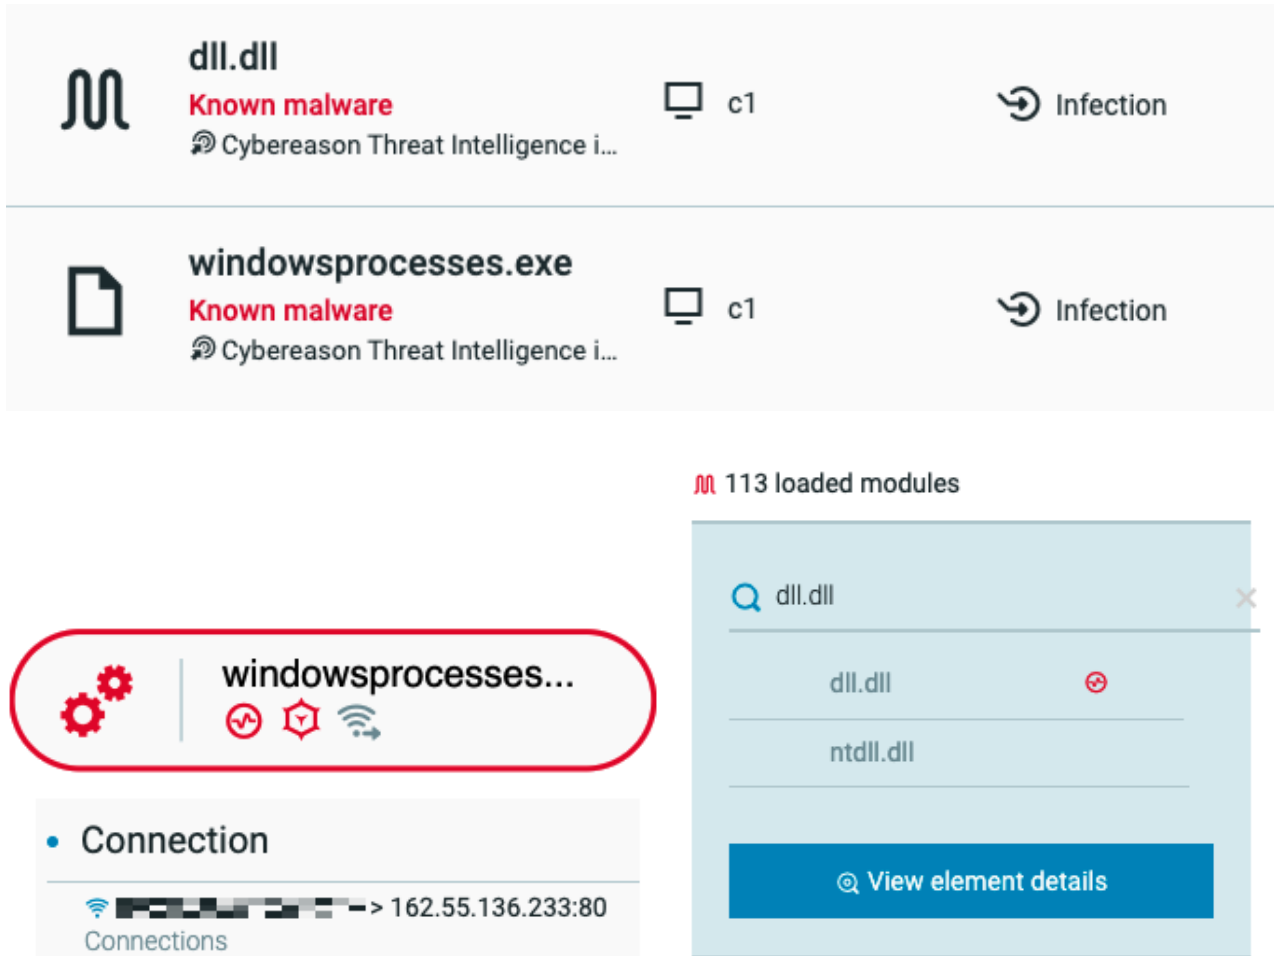 dll.dll
Known malware
Cybereason Threat Intelligence i...
c1
Infection
windowsprocesses.exe
Known malware
Cybereason Threat Intelligence i...
c1
Infection
113 loaded modules
dll.dll
dll.dll
ntdll.dll
View element details
windowsprocesses...
Connection
> 162.55.136.233:80
Connections